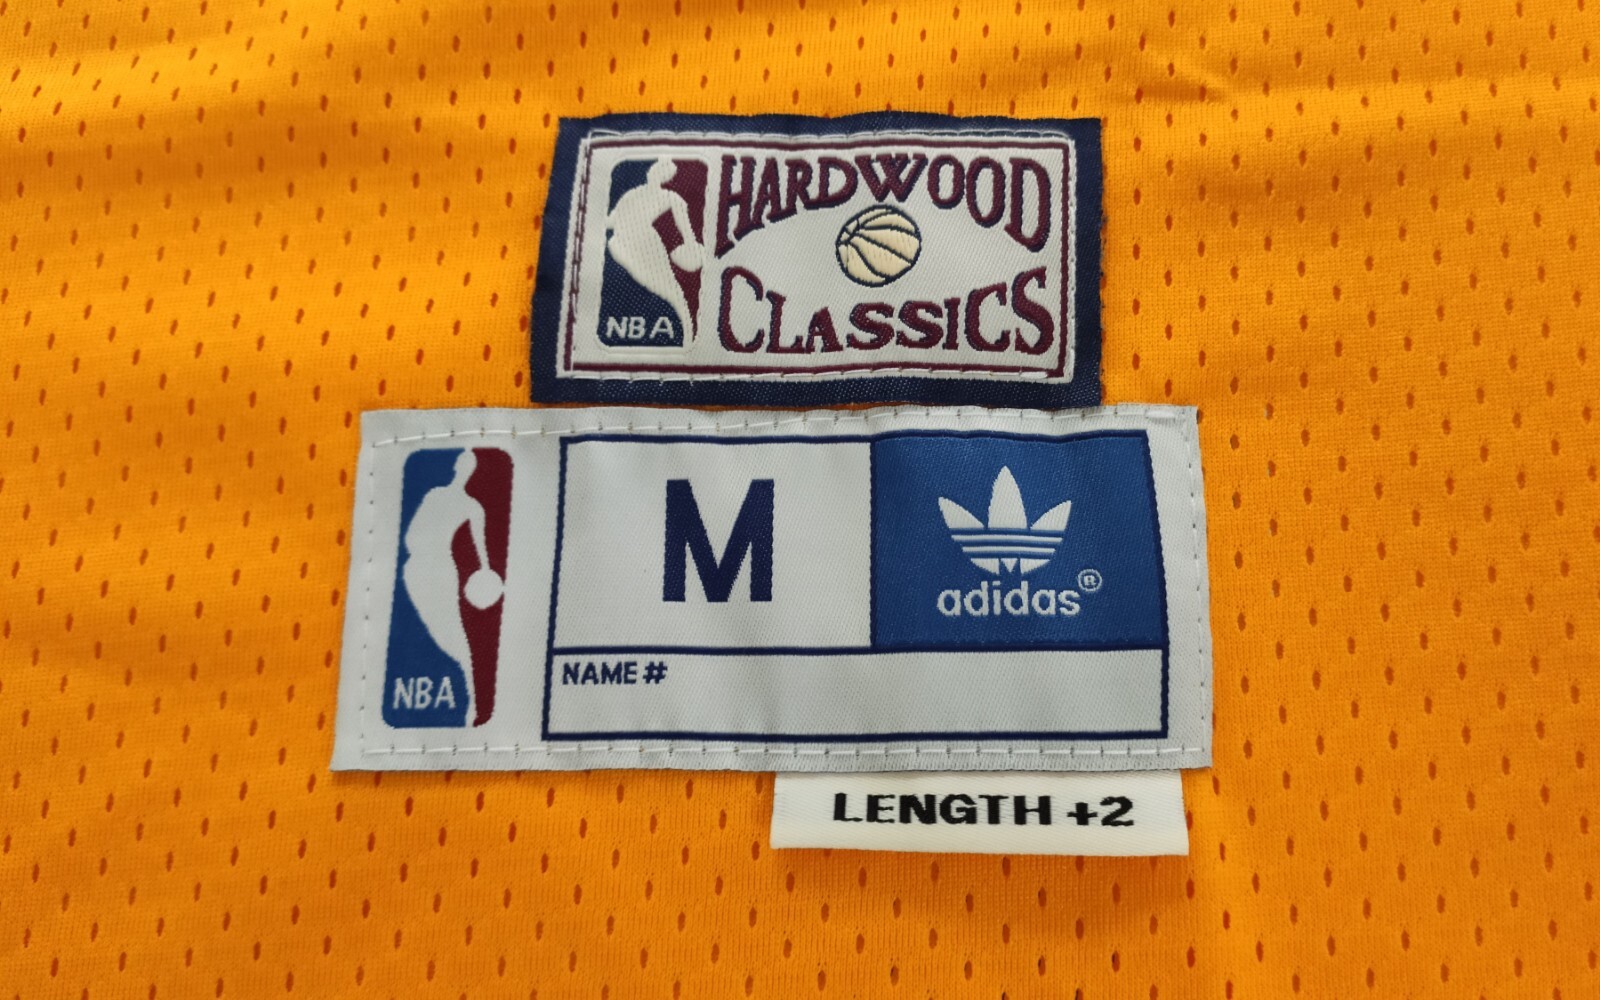 HARDWOOD
CLASSICS
NBA
M
adidas®
NAME #
NBA
LENGTH +2